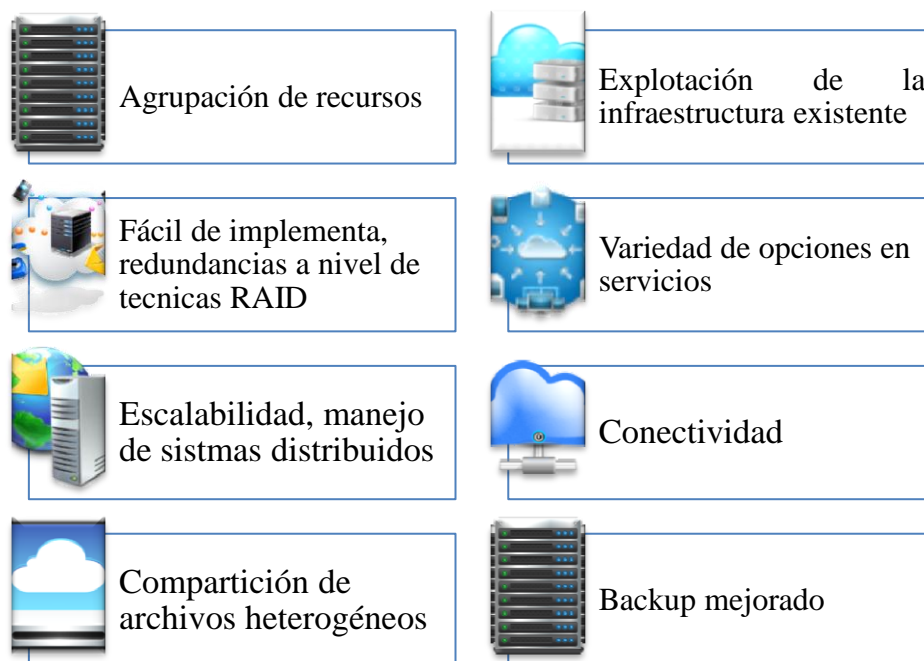 Agrupación de recursos
Explotación de la
infraestructura existente
Fácil de implementa,
redundancias a nivel de
tecnicas RAID
Variedad de opciones en
servicios
Escalabilidad, manejo
de sistmas distribuidos
Conectividad
Compartición de
archivos heterogéneos
Backup mejorado